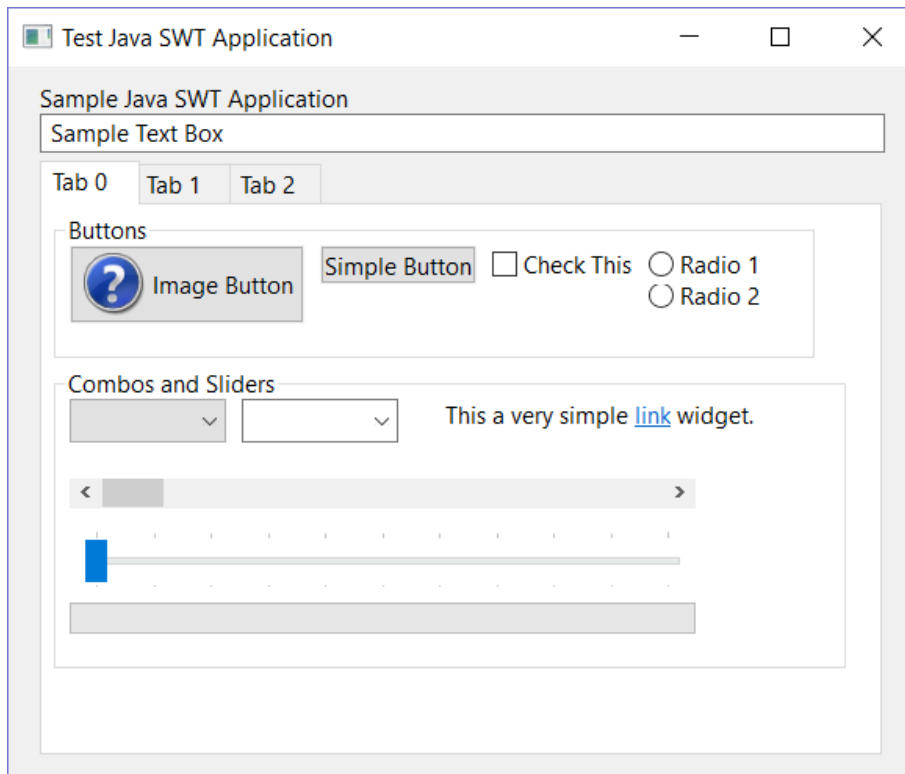 Test Java SWT Application
Sample Java SWT Application
Sample Text Box
Tab 0 Tab 1 Tab 2
Buttons
? Image Button Simple Button Check This Radio 1
Radio 2
Combos and Sliders
This a very simple link widget.